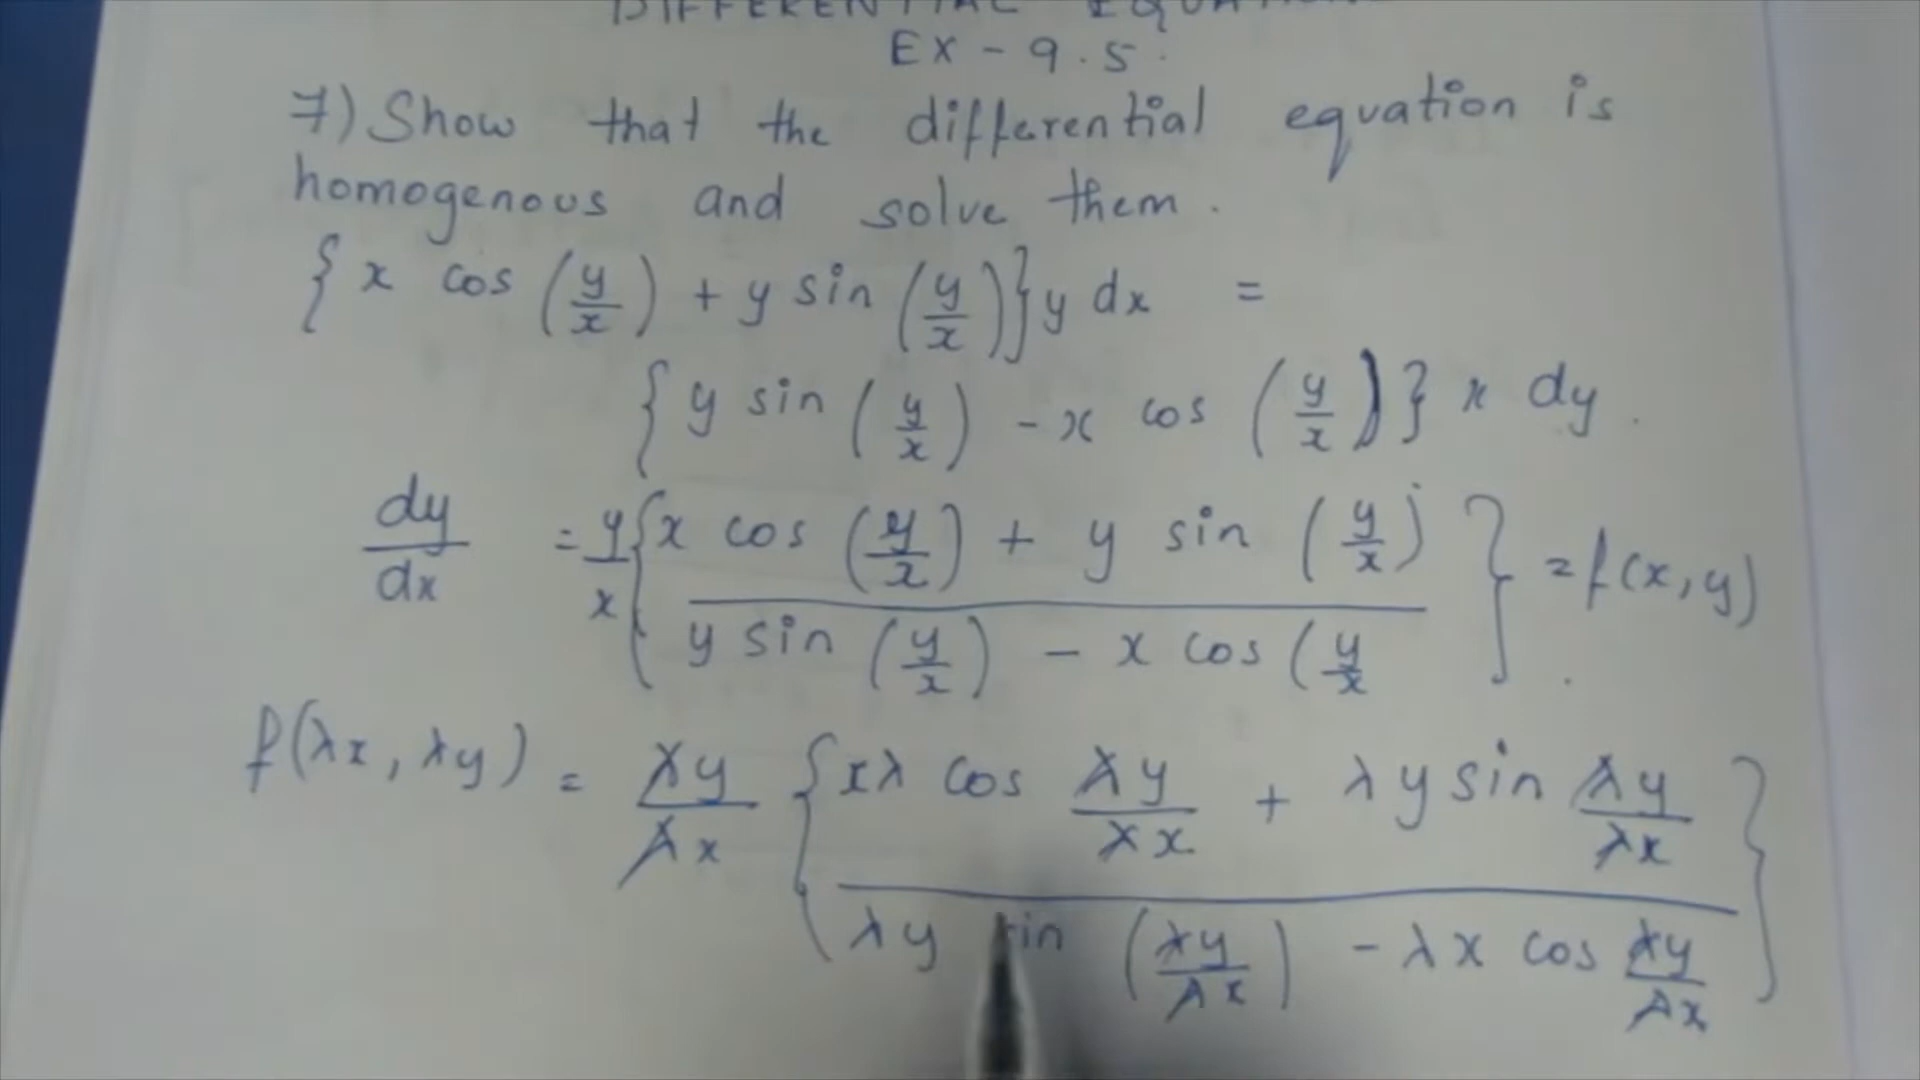 DIFFERENTIAL EQUATIONS
EX - 9.5.
7) Show that the differential equation is
homogenous and solve them.
{ x cos (y/x) + y sin (y/x) } y dx =
{ y sin (y/x) - x cos (y/x) } x dy.
dy/dx = y/x { x cos (y/x) + y sin (y/x) / y sin (y/x) - x cos (y/x } = f(x, y)
f(λx, λy) = λy/λx { xλ cos λy/λx + λy sin λy/λx / λy sin (λy/λx) - λx cos λy/λx }